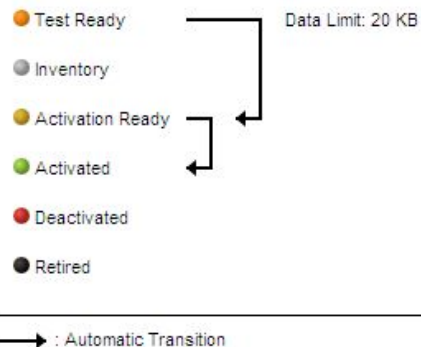 Test Ready
Data Limit: 20 KB
Inventory
Activation Ready
Activated
Deactivated
Retired
: Automatic Transition